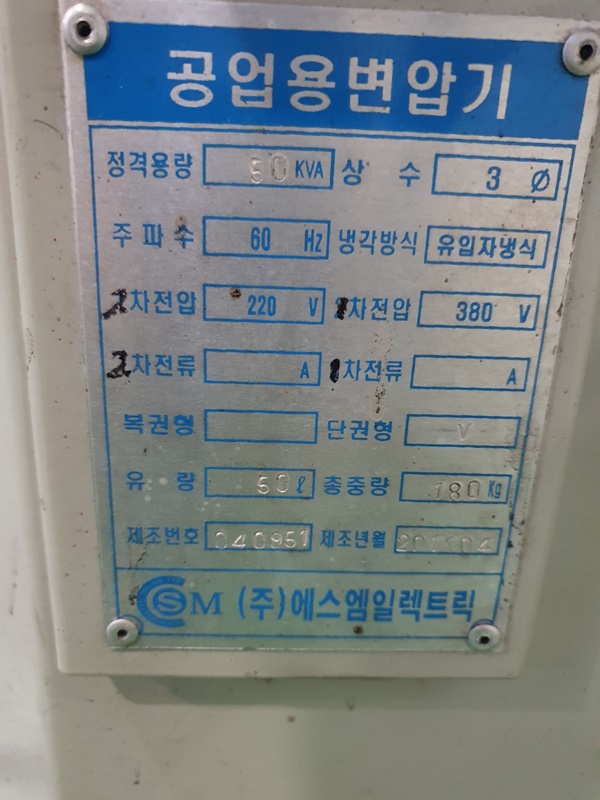 공업용변압기
정격용량 50 KVA 상 수 3 Ø
주파수 60 Hz 냉각방식 유입자냉식
2차전압 220 V 1차전압 380 V
2차전류 A 1차전류 A
복권형 단권형 V
유 량 50 ℓ 총중량 180 Kg
제조번호 040951 제조년월
CSM (주)에스엠일렉트릭